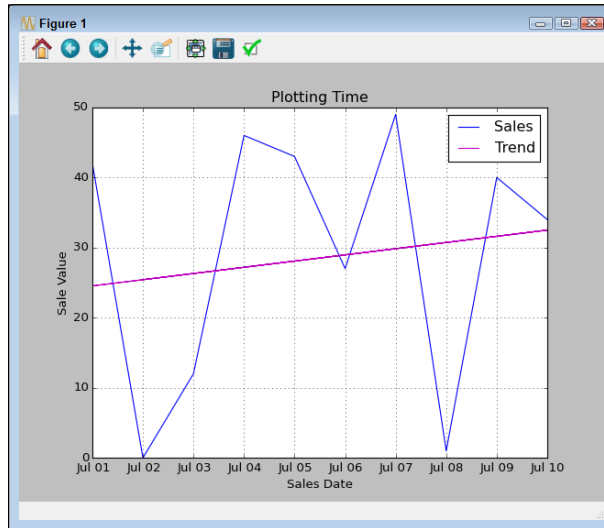 Figure 1
Plotting Time
Sales
Trend
50
40
30
20
10
0
Sale Value
Jul 01 Jul 02 Jul 03 Jul 04 Jul 05 Jul 06 Jul 07 Jul 08 Jul 09 Jul 10
Sales Date